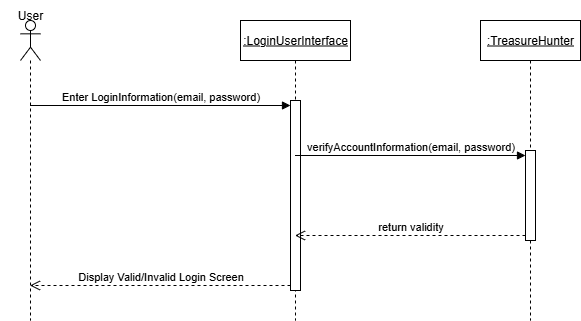 User
:LoginUserInterface
:TreasureHunter
Enter LoginInformation(email, password)
verifyAccountInformation(email, password)
return validity
Display Valid/Invalid Login Screen